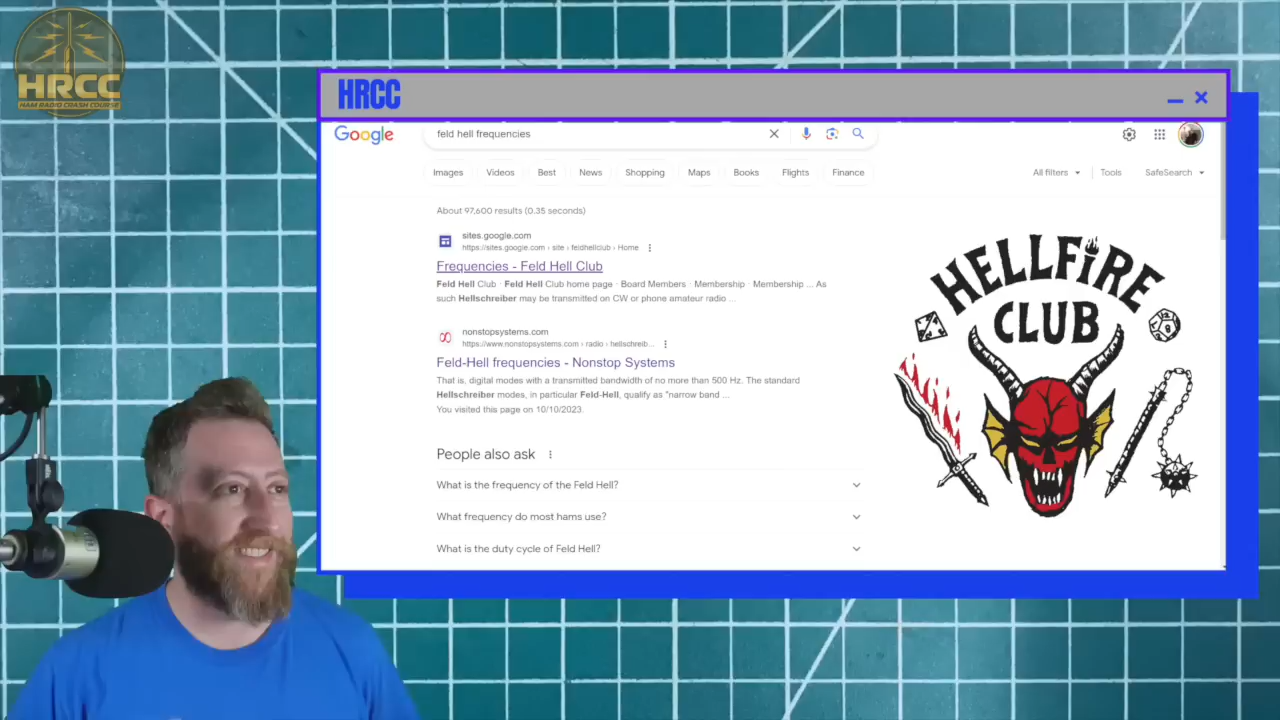 HRCC
HAM RADIO CRASH COURSE
HRCC
Google
feld hell frequencies
Images Videos Best News Shopping Maps Books Flights Finance All filters Tools SafeSearch
About 97,600 results (0.35 seconds)
sites.google.com
https://sites.google.com › site › feldhellclub › Home
Frequencies - Feld Hell Club
Feld Hell Club · Feld Hell Club home page · Board Members · Membership · Membership ... As
such Hellschreiber may be transmitted on CW or phone amateur radio ...
nonstopsystems.com
https://www.nonstopsystems.com › radio › hellschreib...
Feld-Hell frequencies - Nonstop Systems
That is, digital modes with a transmitted bandwidth of no more than 500 Hz. The standard
Hellschreiber modes, in particular Feld-Hell, qualify as "narrow band ...
You visited this page on 10/10/2023.
People also ask
What is the frequency of the Feld Hell?
What frequency do most hams use?
What is the duty cycle of Feld Hell?
HELLFIRE
CLUB